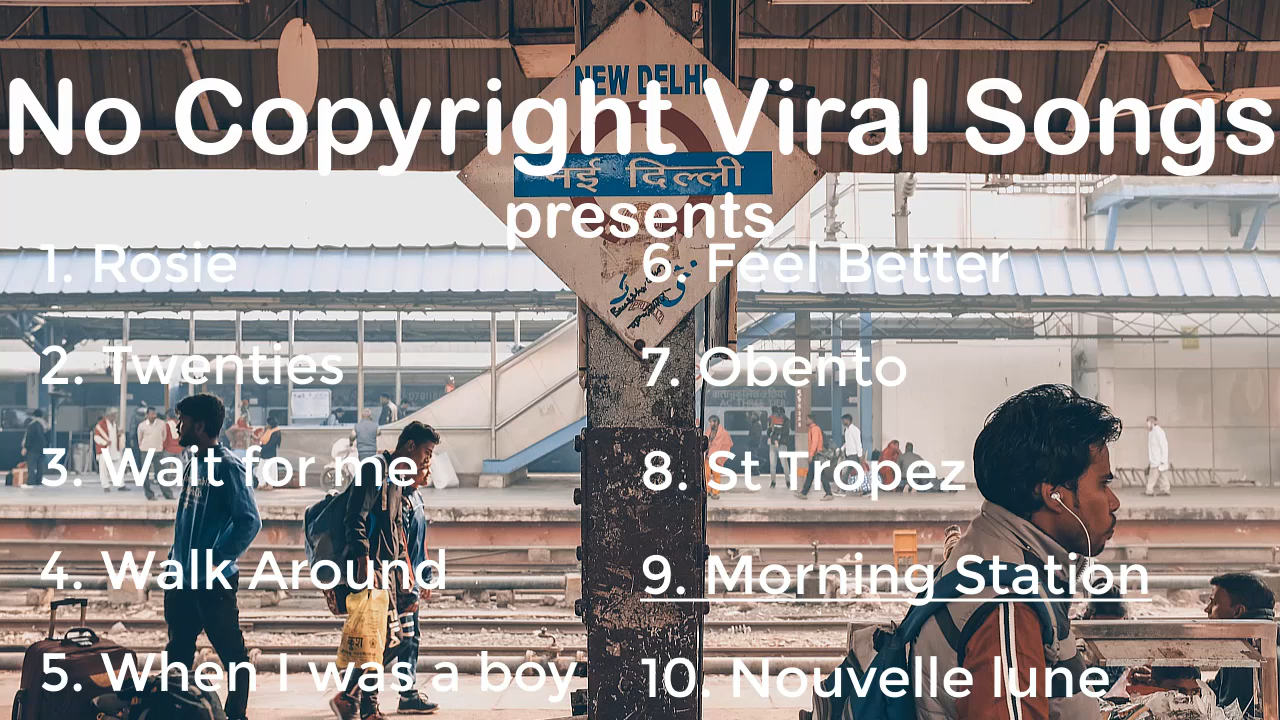 NEW DELHI
No Copyright Viral Songs
नई दिल्ली
presents
1. Rosie
2. Twenties
3. Wait for me
4. Walk Around
5. When I was a boy
6. Feel Better
7. Obento
8. St Tropez
9. Morning Station
10. Nouvelle lune